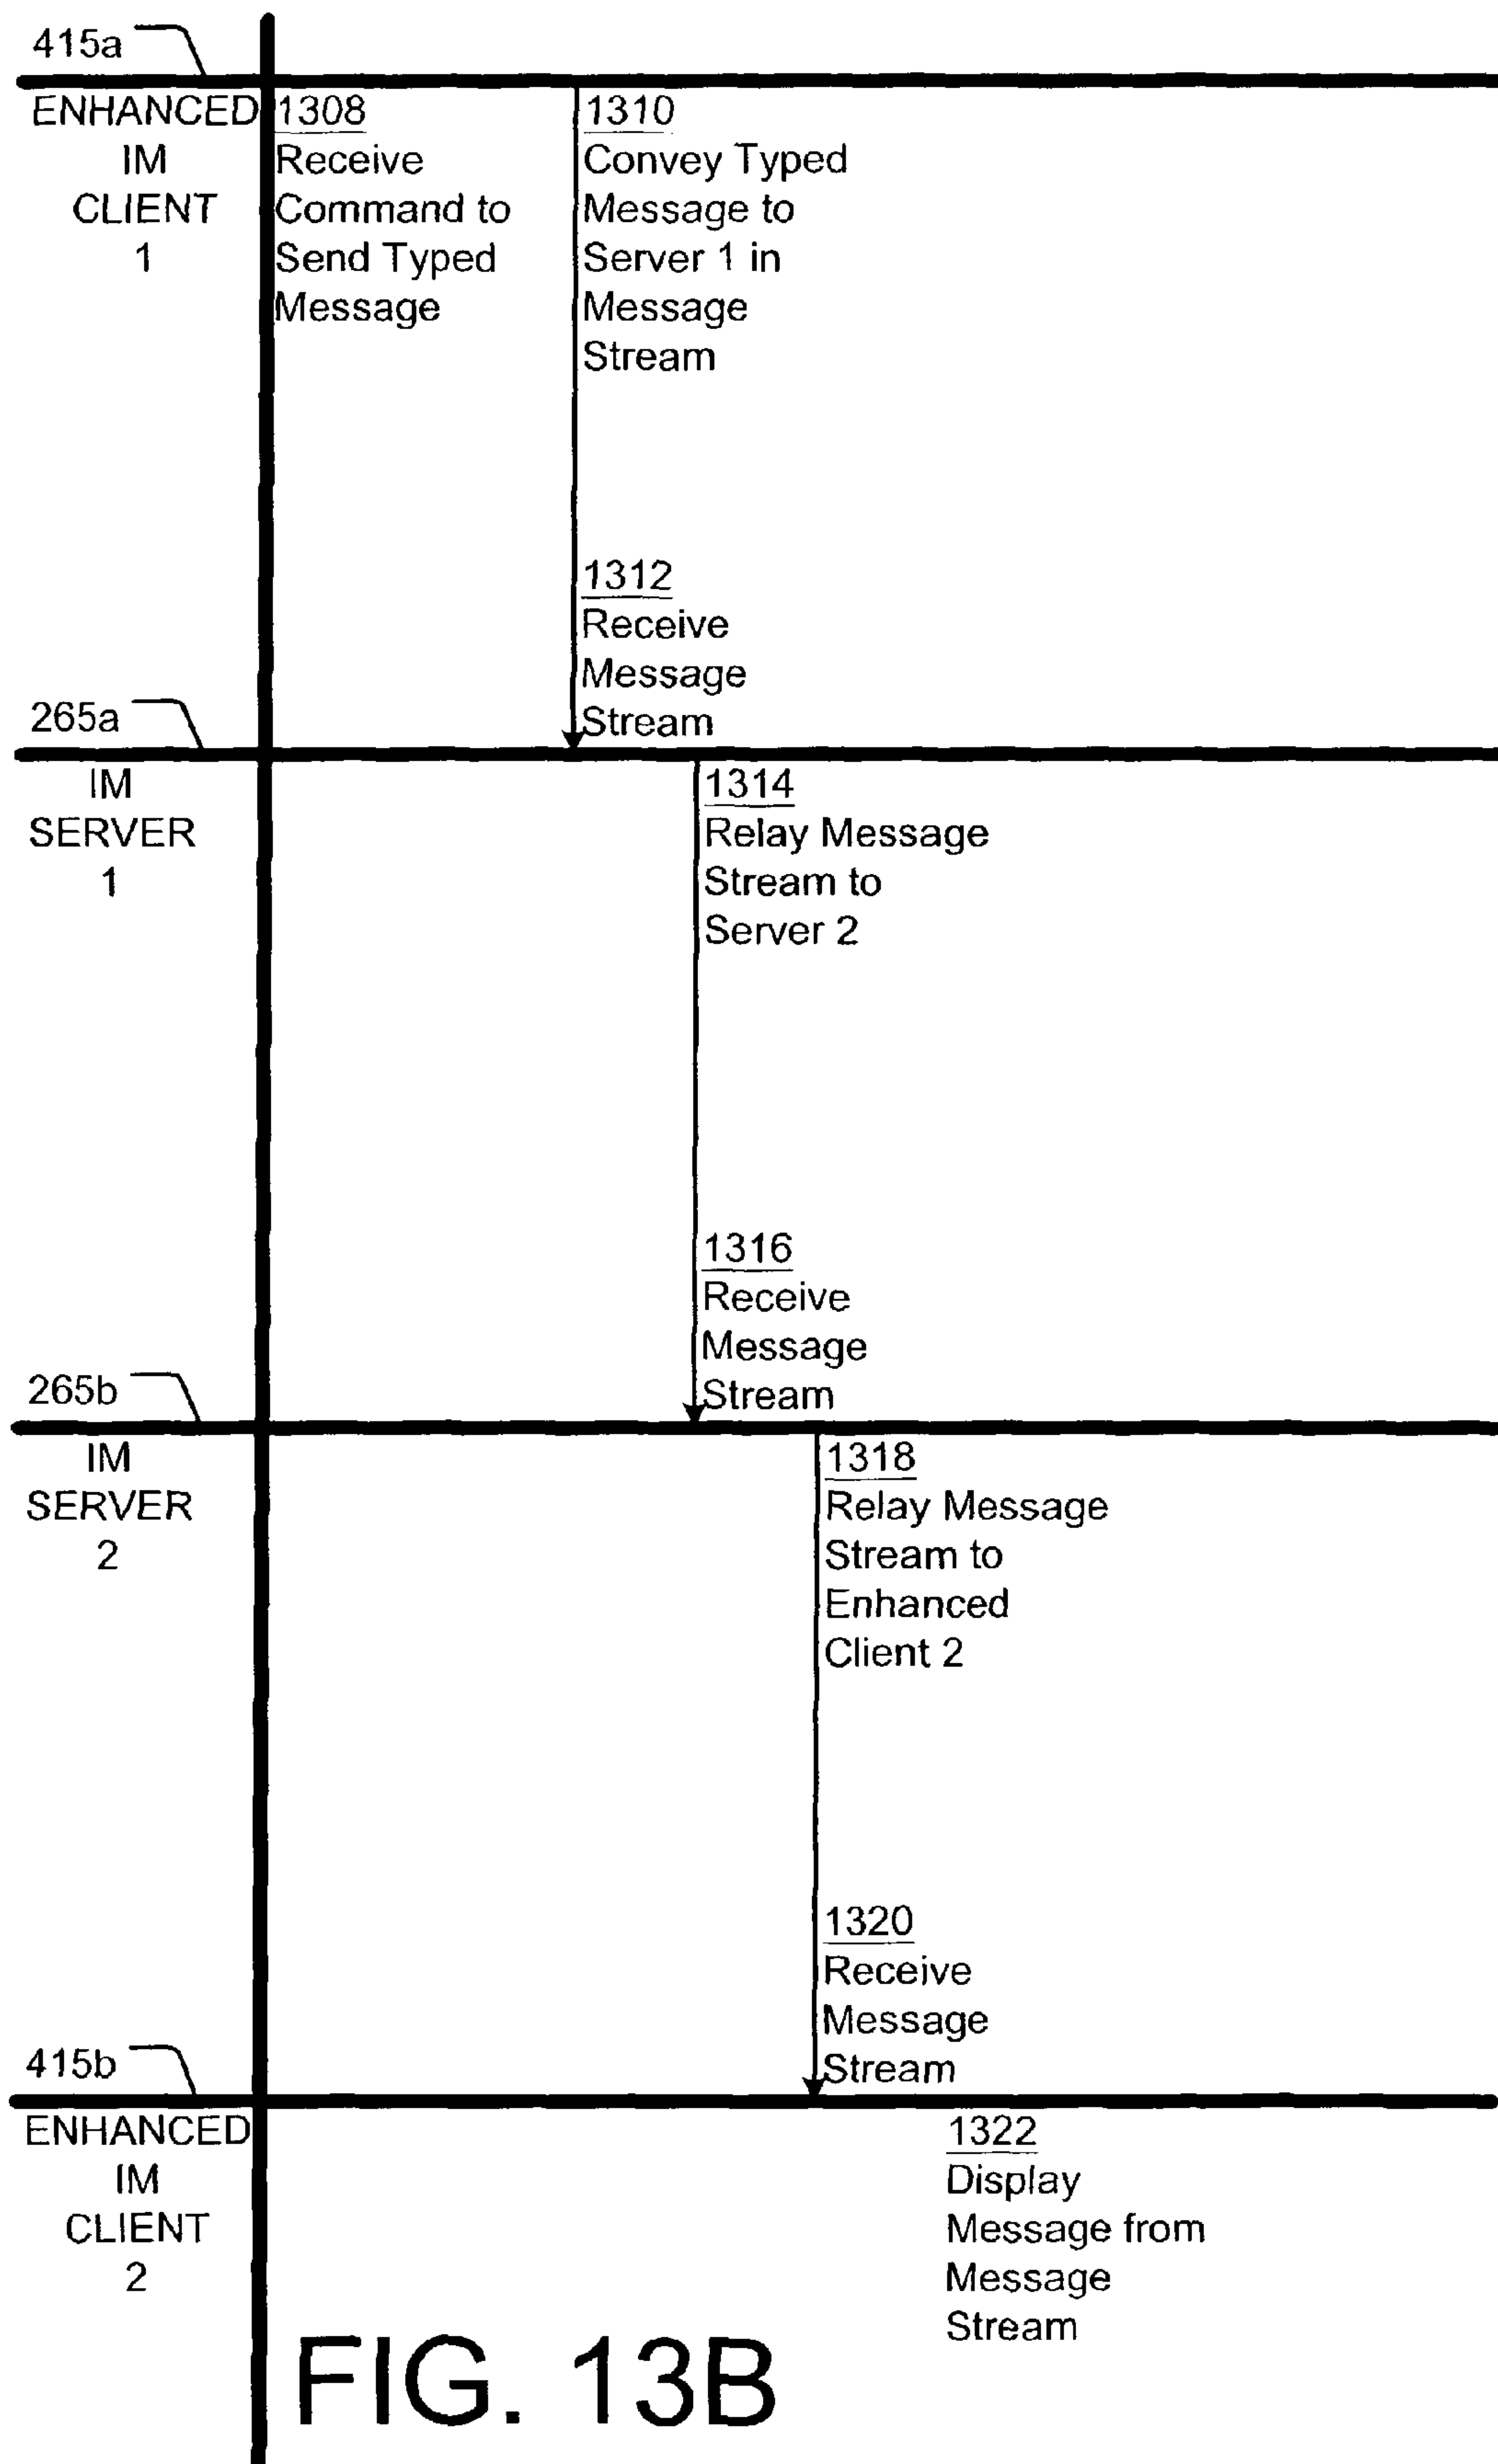 415a
ENHANCED
IM
CLIENT
1
1308
Receive
Command to
Send Typed
Message
1310
Convey Typed
Message to
Server 1 in
Message
Stream
1312
Receive
Message
Stream
265a
IM
SERVER
1
1314
Relay Message
Stream to
Server 2
1316
Receive
Message
Stream
265b
IM
SERVER
2
1318
Relay Message
Stream to
Enhanced
Client 2
1320
Receive
Message
Stream
415b
ENHANCED
IM
CLIENT
2
1322
Display
Message from
Message
Stream
FIG. 13B